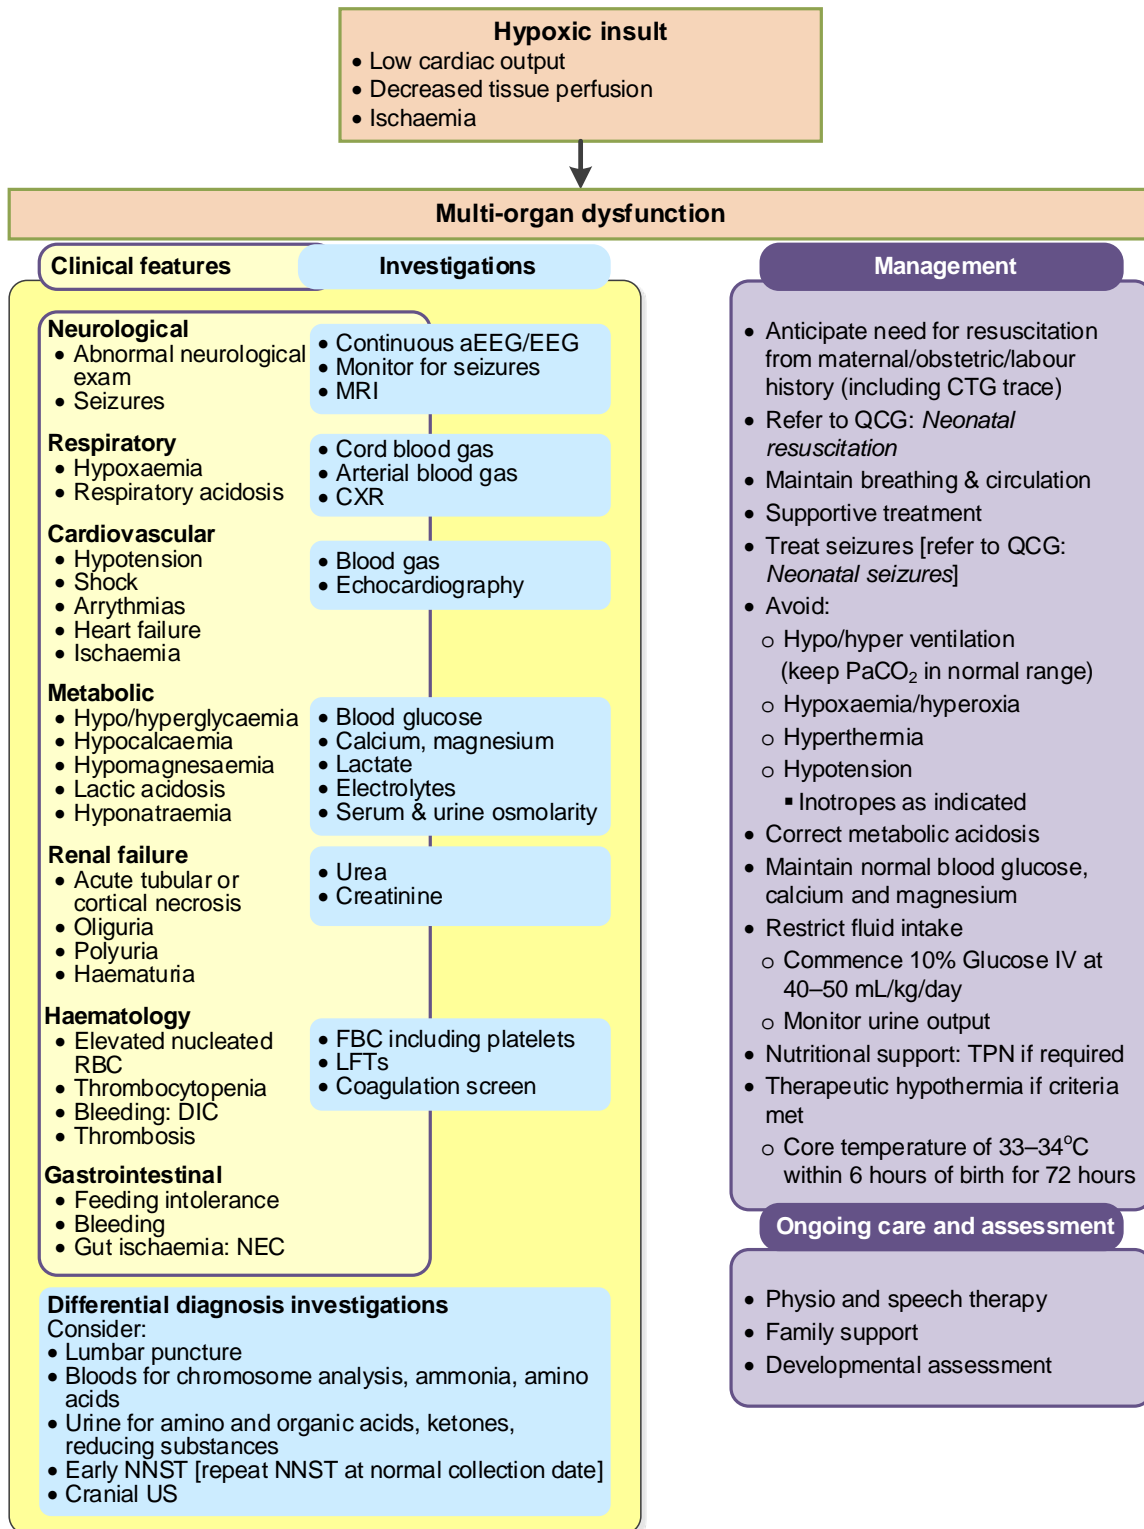 Hypoxic insult
• Low cardiac output
• Decreased tissue perfusion
• Ischaemia
Multi-organ dysfunction
Clinical features
Investigations
Neurological
• Abnormal neurological
exam
• Seizures
• Continuous aEEG/EEG
• Monitor for seizures
• MRI
Respiratory
• Hypoxaemia
• Respiratory acidosis
• Cord blood gas
• Arterial blood gas
• CXR
Cardiovascular
• Hypotension
• Shock
• Arrythmias
• Heart failure
• Ischaemia
• Blood gas
• Echocardiography
Metabolic
• Hypo/hyperglycaemia
• Hypocalcaemia
• Hypomagnesaemia
• Lactic acidosis
• Hyponatraemia
• Blood glucose
• Calcium, magnesium
• Lactate
• Electrolytes
• Serum & urine osmolarity
Renal failure
• Acute tubular or
cortical necrosis
• Oliguria
• Polyuria
• Haematuria
• Urea
• Creatinine
Haematology
• Elevated nucleated
RBC
• Thrombocytopenia
• Bleeding: DIC
• Thrombosis
• FBC including platelets
• LFTs
• Coagulation screen
Gastrointestinal
• Feeding intolerance
• Bleeding
• Gut ischaemia: NEC
Differential diagnosis investigations
Consider:
• Lumbar puncture
• Bloods for chromosome analysis, ammonia, amino
acids
• Urine for amino and organic acids, ketones,
reducing substances
• Early NNST [repeat NNST at normal collection date]
• Cranial US
Management
• Anticipate need for resuscitation
from maternal/obstetric/labour
history (including CTG trace)
• Refer to QCG: Neonatal
resuscitation
• Maintain breathing & circulation
• Supportive treatment
• Treat seizures [refer to QCG:
Neonatal seizures]
• Avoid:
o Hypo/hyper ventilation
(keep PaCO₂ in normal range)
o Hypoxaemia/hyperoxia
o Hyperthermia
o Hypotension
▪ Inotropes as indicated
• Correct metabolic acidosis
• Maintain normal blood glucose,
calcium and magnesium
• Restrict fluid intake
o Commence 10% Glucose IV at
40–50 mL/kg/day
o Monitor urine output
• Nutritional support: TPN if required
• Therapeutic hypothermia if criteria
met
o Core temperature of 33–34°C
within 6 hours of birth for 72 hours
Ongoing care and assessment
• Physio and speech therapy
• Family support
• Developmental assessment